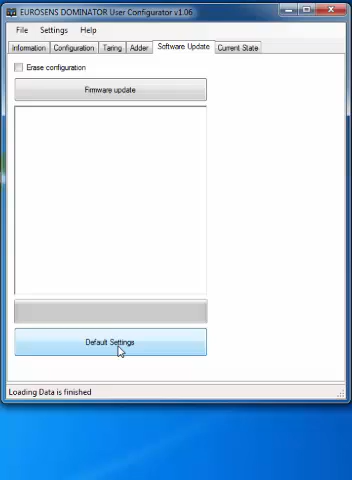 EUROSENS DOMINATOR User Configurator v1.06
File Settings Help
Information Configuration Taring Adder Software Update Current State
Erase configuration
Firmware update
Default Settings
Loading Data is finished